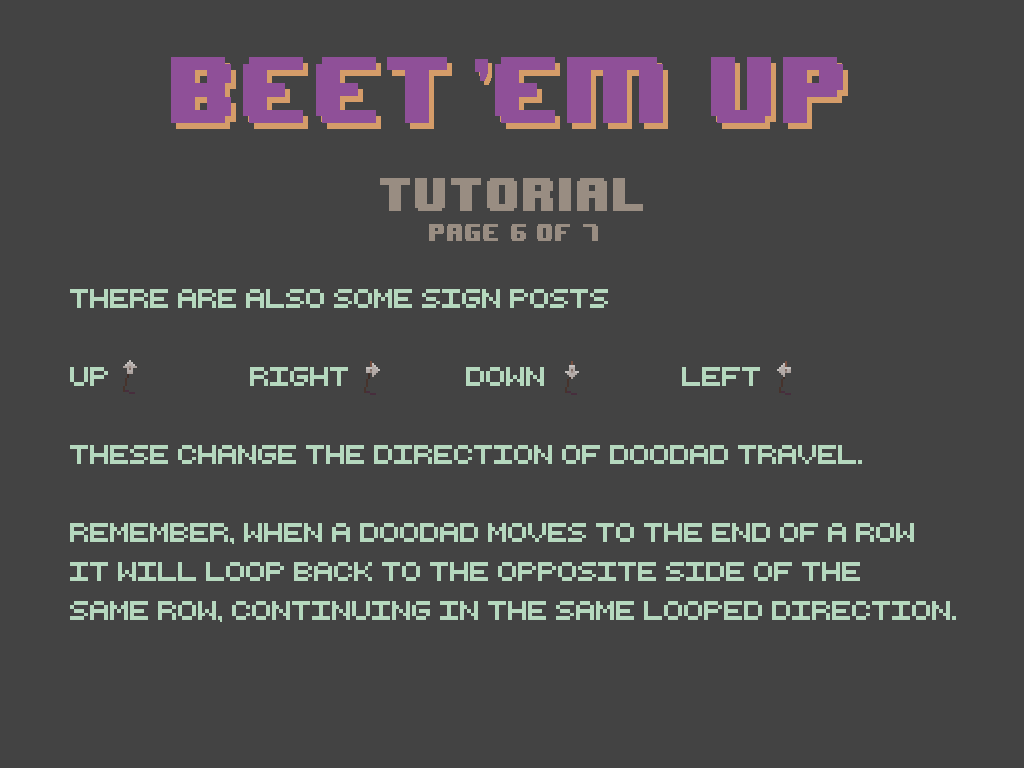 BEET 'EM UP
TUTORIAL
PAGE 6 OF 7
THERE ARE ALSO SOME SIGN POSTS
UP RIGHT DOWN LEFT
THESE CHANGE THE DIRECTION OF DOODAD TRAVEL.
REMEMBER, WHEN A DOODAD MOVES TO THE END OF A ROW
IT WILL LOOP BACK TO THE OPPOSITE SIDE OF THE
SAME ROW, CONTINUING IN THE SAME LOOPED DIRECTION.